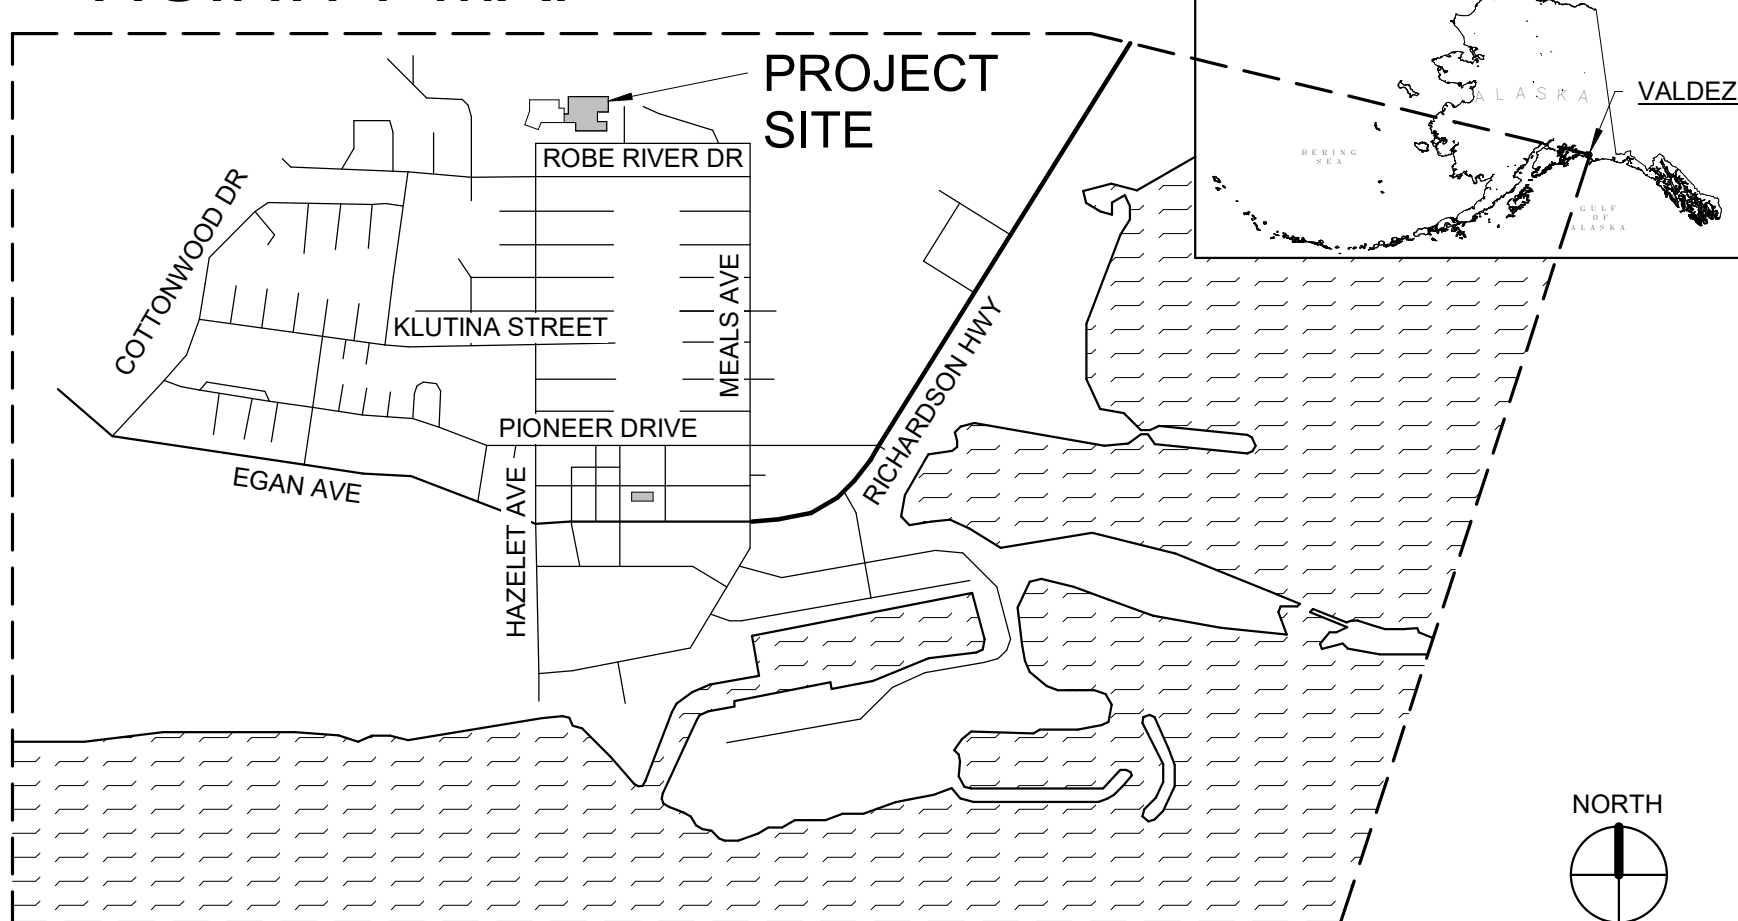 PROJECT
SITE
ALASKA
VALDEZ
BERING
SEA
GULF
OF
ALASKA
ROBE RIVER DR
COTTONWOOD DR
MEALS AVE
KLUTINA STREET
RICHARDSON HWY
PIONEER DRIVE
EGAN AVE
HAZELET AVE
NORTH